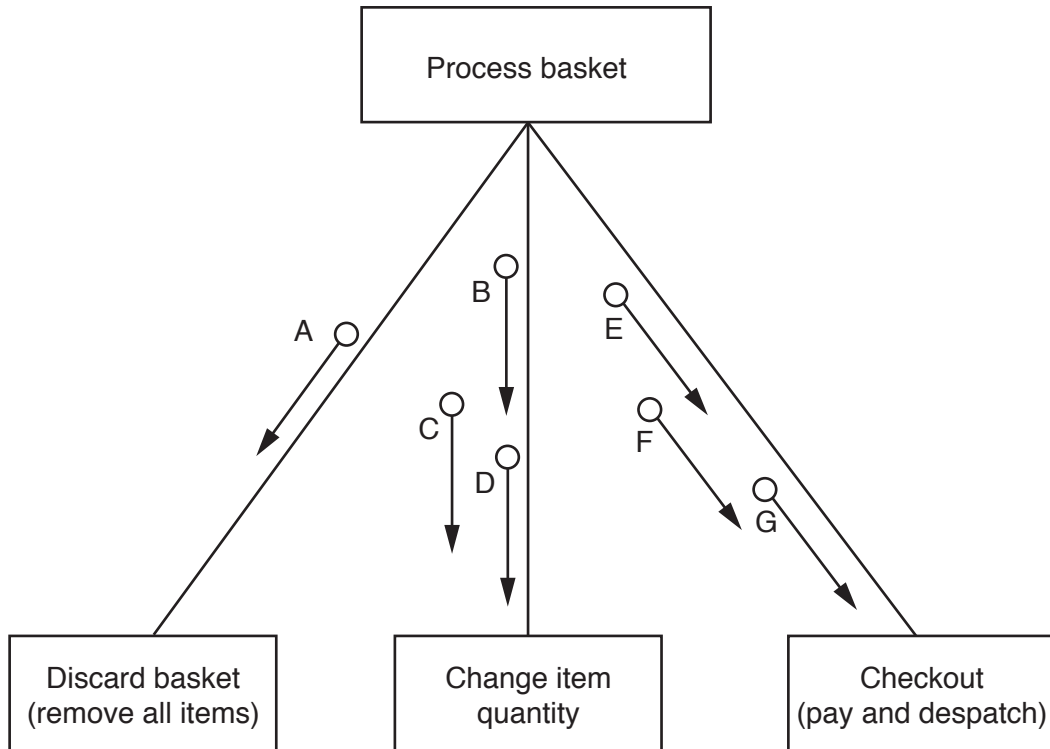 Process basket
B
A
E
C
F
D
G
Discard basket
(remove all items)
Change item
quantity
Checkout
(pay and despatch)